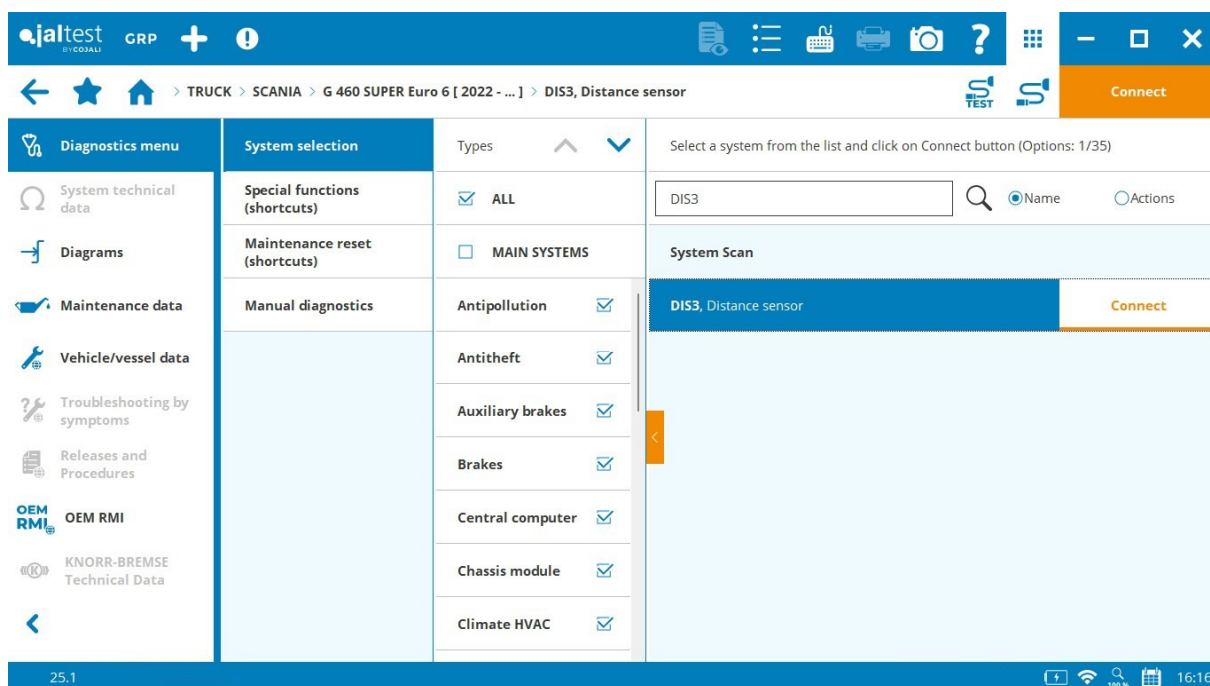 jaltest
BY COJALI
GRP
> TRUCK > SCANIA > G 460 SUPER Euro 6 [ 2022 - ... ] > DIS3, Distance sensor
TEST
Connect
Diagnostics menu
System technical
data
Diagrams
Maintenance data
Vehicle/vessel data
Troubleshooting by
symptoms
Releases and
Procedures
OEM
RMI
OEM RMI
KNORR-BREMSE
Technical Data
System selection
Special functions
(shortcuts)
Maintenance reset
(shortcuts)
Manual diagnostics
Types
ALL
MAIN SYSTEMS
Antipollution
Antitheft
Auxiliary brakes
Brakes
Central computer
Chassis module
Climate HVAC
Select a system from the list and click on Connect button (Options: 1/35)
DIS3
Name
Actions
System Scan
DIS3, Distance sensor
Connect
25.1
100 %
16:16